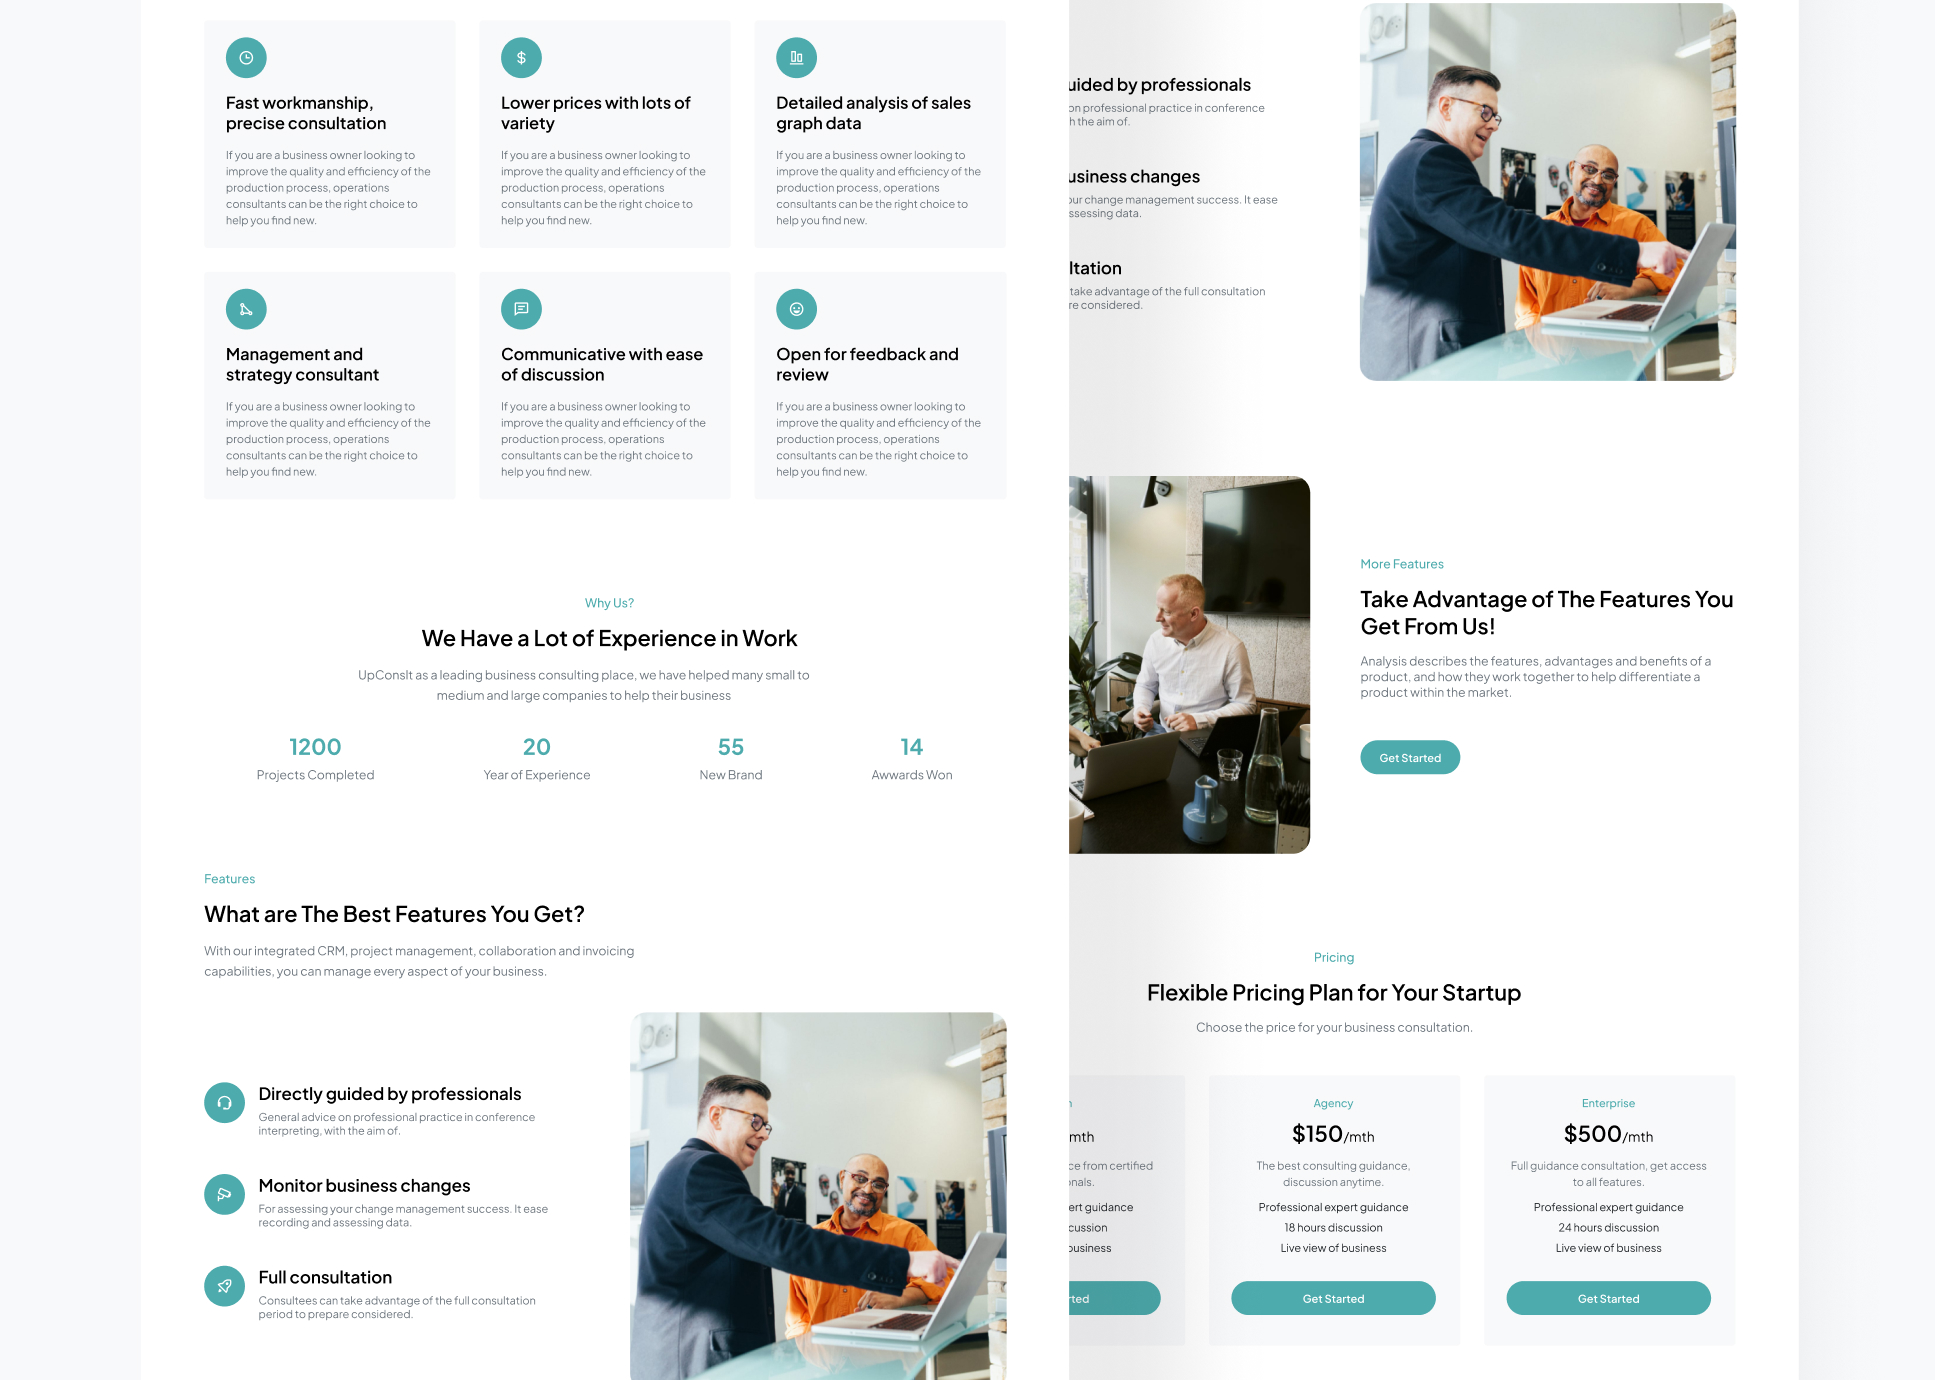 Fast workmanship,
precise consultation
If you are a business owner looking to
improve the quality and efficiency of the
production process, operations
consultants can be the right choice to
help you find new.
Lower prices with lots of
variety
If you are a business owner looking to
improve the quality and efficiency of the
production process, operations
consultants can be the right choice to
help you find new.
Detailed analysis of sales
graph data
If you are a business owner looking to
improve the quality and efficiency of the
production process, operations
consultants can be the right choice to
help you find new.
Management and
strategy consultant
If you are a business owner looking to
improve the quality and efficiency of the
production process, operations
consultants can be the right choice to
help you find new.
Communicative with ease
of discussion
If you are a business owner looking to
improve the quality and efficiency of the
production process, operations
consultants can be the right choice to
help you find new.
Open for feedback and
review
If you are a business owner looking to
improve the quality and efficiency of the
production process, operations
consultants can be the right choice to
help you find new.
Why Us?
We Have a Lot of Experience in Work
UpConslt as a leading business consulting place, we have helped many small to
medium and large companies to help their business
1200
Projects Completed
20
Year of Experience
55
New Brand
14
Awwards Won
Features
What are The Best Features You Get?
With our integrated CRM, project management, collaboration and invoicing
capabilities, you can manage every aspect of your business.
Directly guided by professionals
General advice on professional practice in conference
interpreting, with the aim of.
Monitor business changes
For assessing your change management success. It ease
recording and assessing data.
Full consultation
Consultees can take advantage of the full consultation
period to prepare considered.
uided by professionals
on professional practice in conference
h the aim of.
usiness changes
our change management success. It ease
ssessing data.
ltation
take advantage of the full consultation
re considered.
More Features
Take Advantage of The Features You
Get From Us!
Analysis describes the features, advantages and benefits of a
product, and how they work together to help differentiate a
product within the market.
Get Started
Pricing
Flexible Pricing Plan for Your Startup
Choose the price for your business consultation.
mth
ce from certified
nals.
ert guidance
cussion
business
rted
Agency
$150/mth
The best consulting guidance,
discussion anytime.
Professional expert guidance
18 hours discussion
Live view of business
Get Started
Enterprise
$500/mth
Full guidance consultation, get access
to all features.
Professional expert guidance
24 hours discussion
Live view of business
Get Started